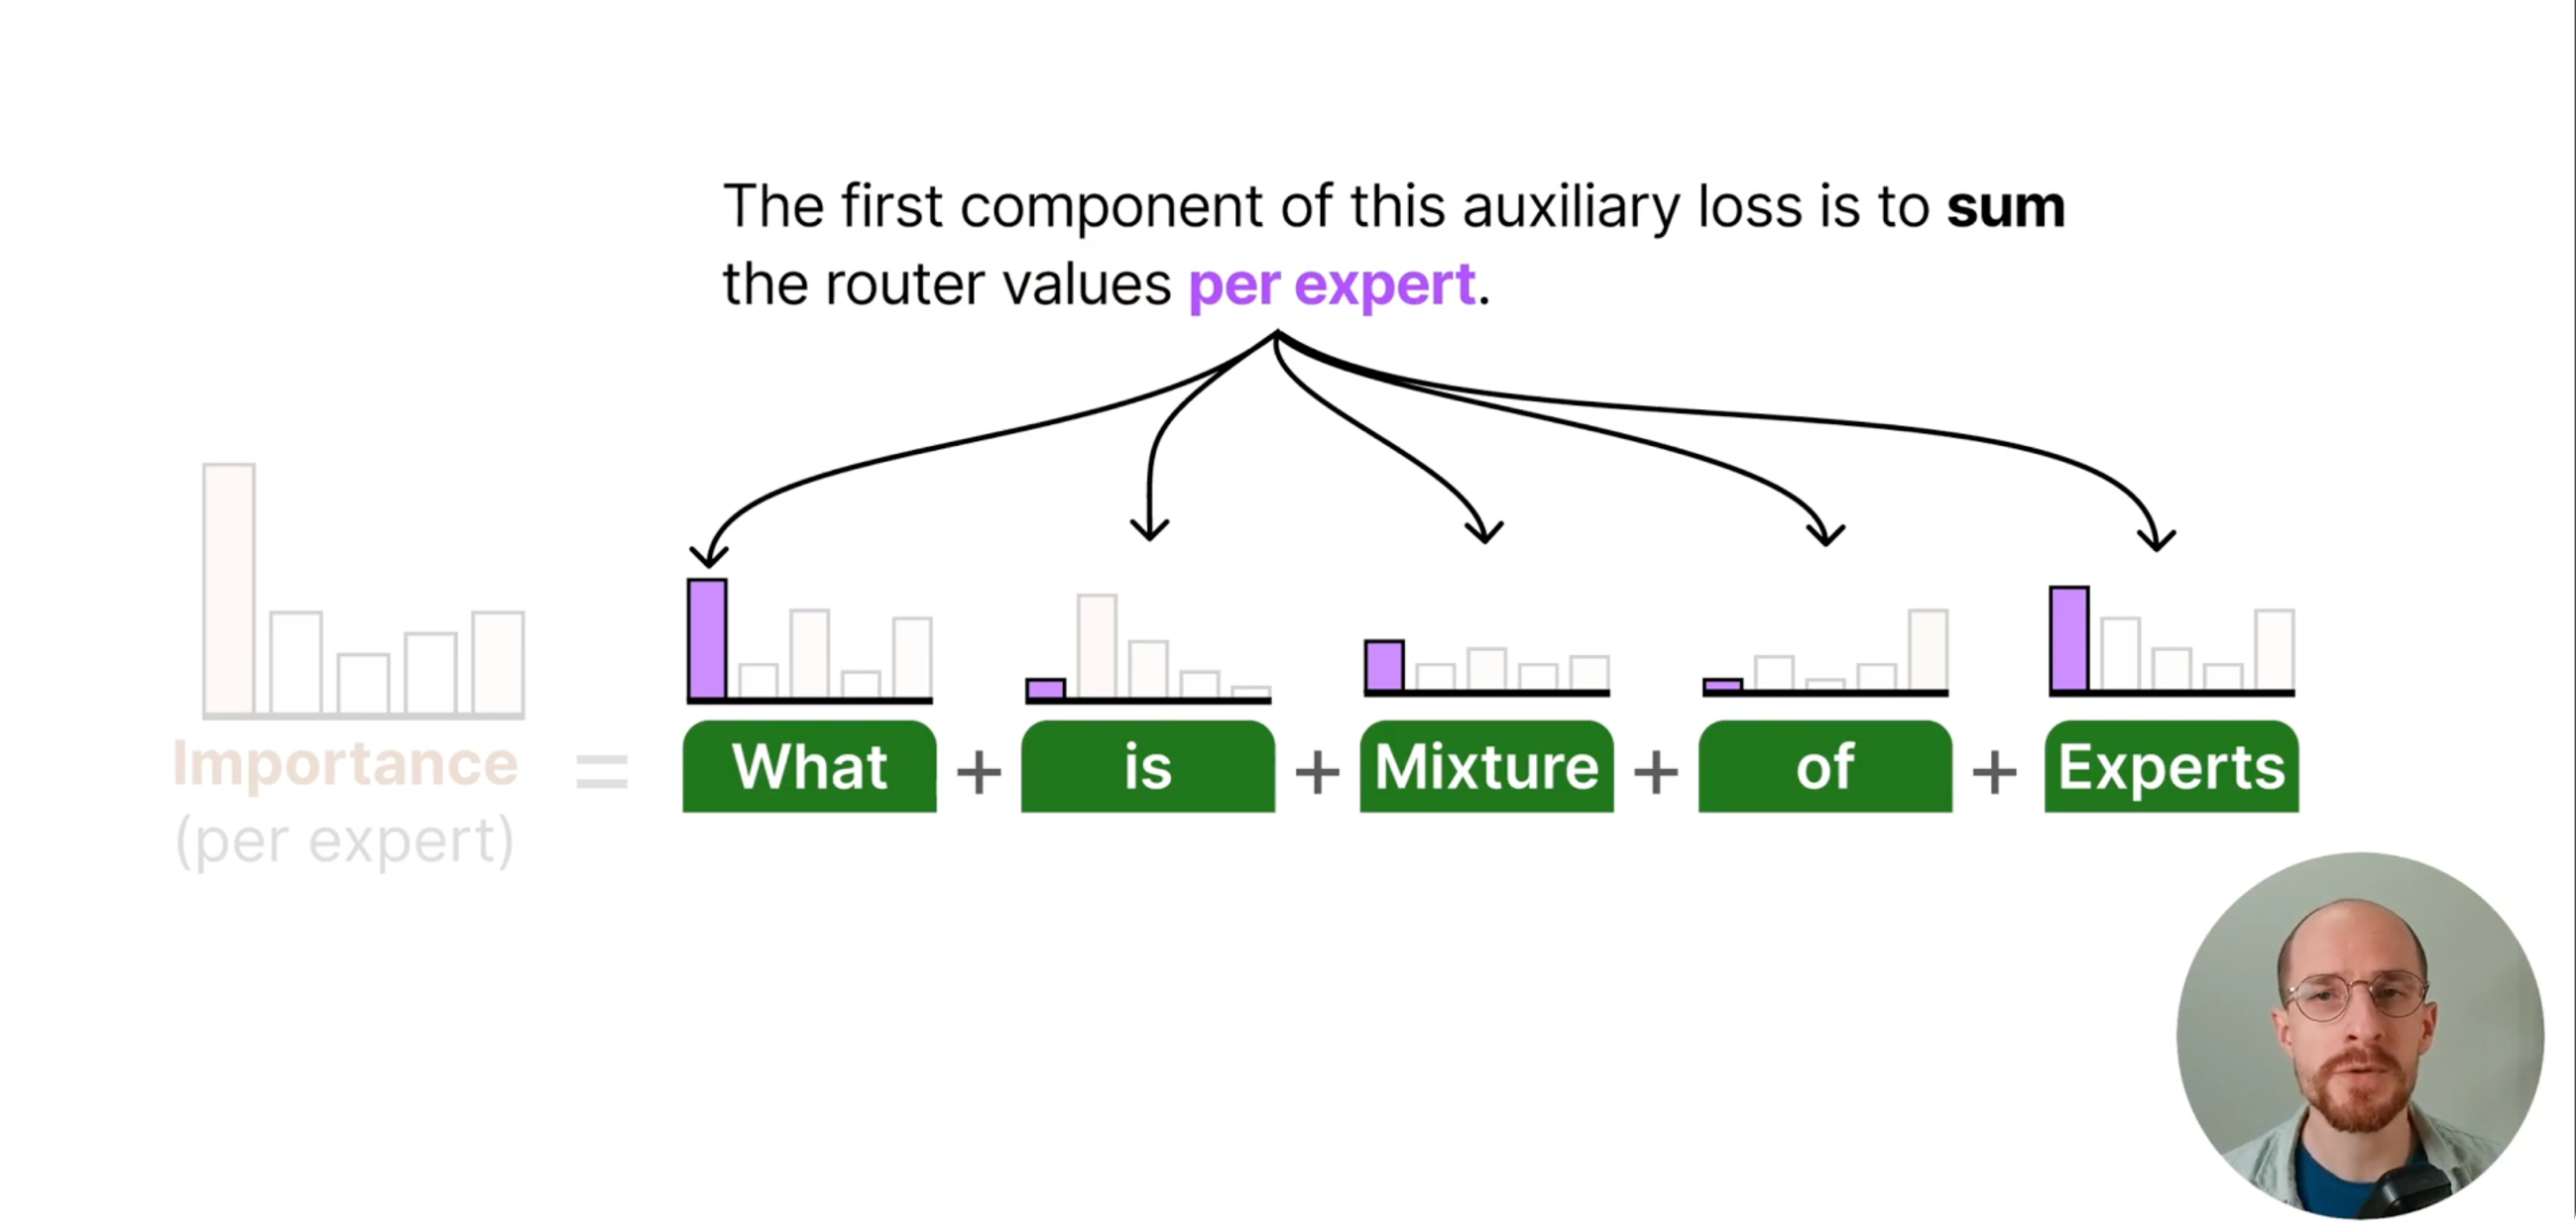 The first component of this auxiliary loss is to sum
the router values per expert.
Importance
(per expert)
= What + is + Mixture + of + Experts